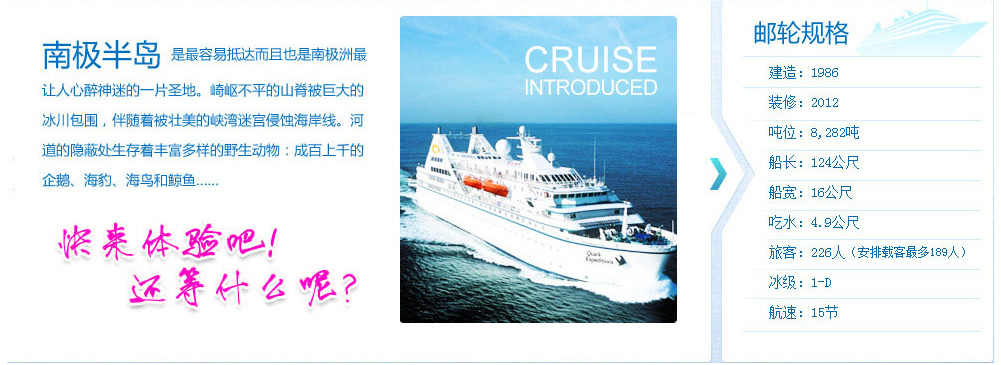 南极半岛 是最容易抵达而且也是南极洲最
让人心醉神迷的一片圣地。崎岖不平的山脊被巨大的
冰川包围，伴随着被壮美的峡湾迷宫侵蚀海岸线。河
道的隐蔽处生存着丰富多样的野生动物：成百上千的
企鹅、海豹、海鸟和鲸鱼......
快来体验吧!
还等什么呢?
CRUISE
INTRODUCED
Quark
Expeditions
邮轮规格
建造：1986
装修：2012
吨位：8,282吨
船长：124公尺
船宽：16公尺
吃水：4.9公尺
旅客：226人（安排载客最多189人）
冰级：1-D
航速：15节